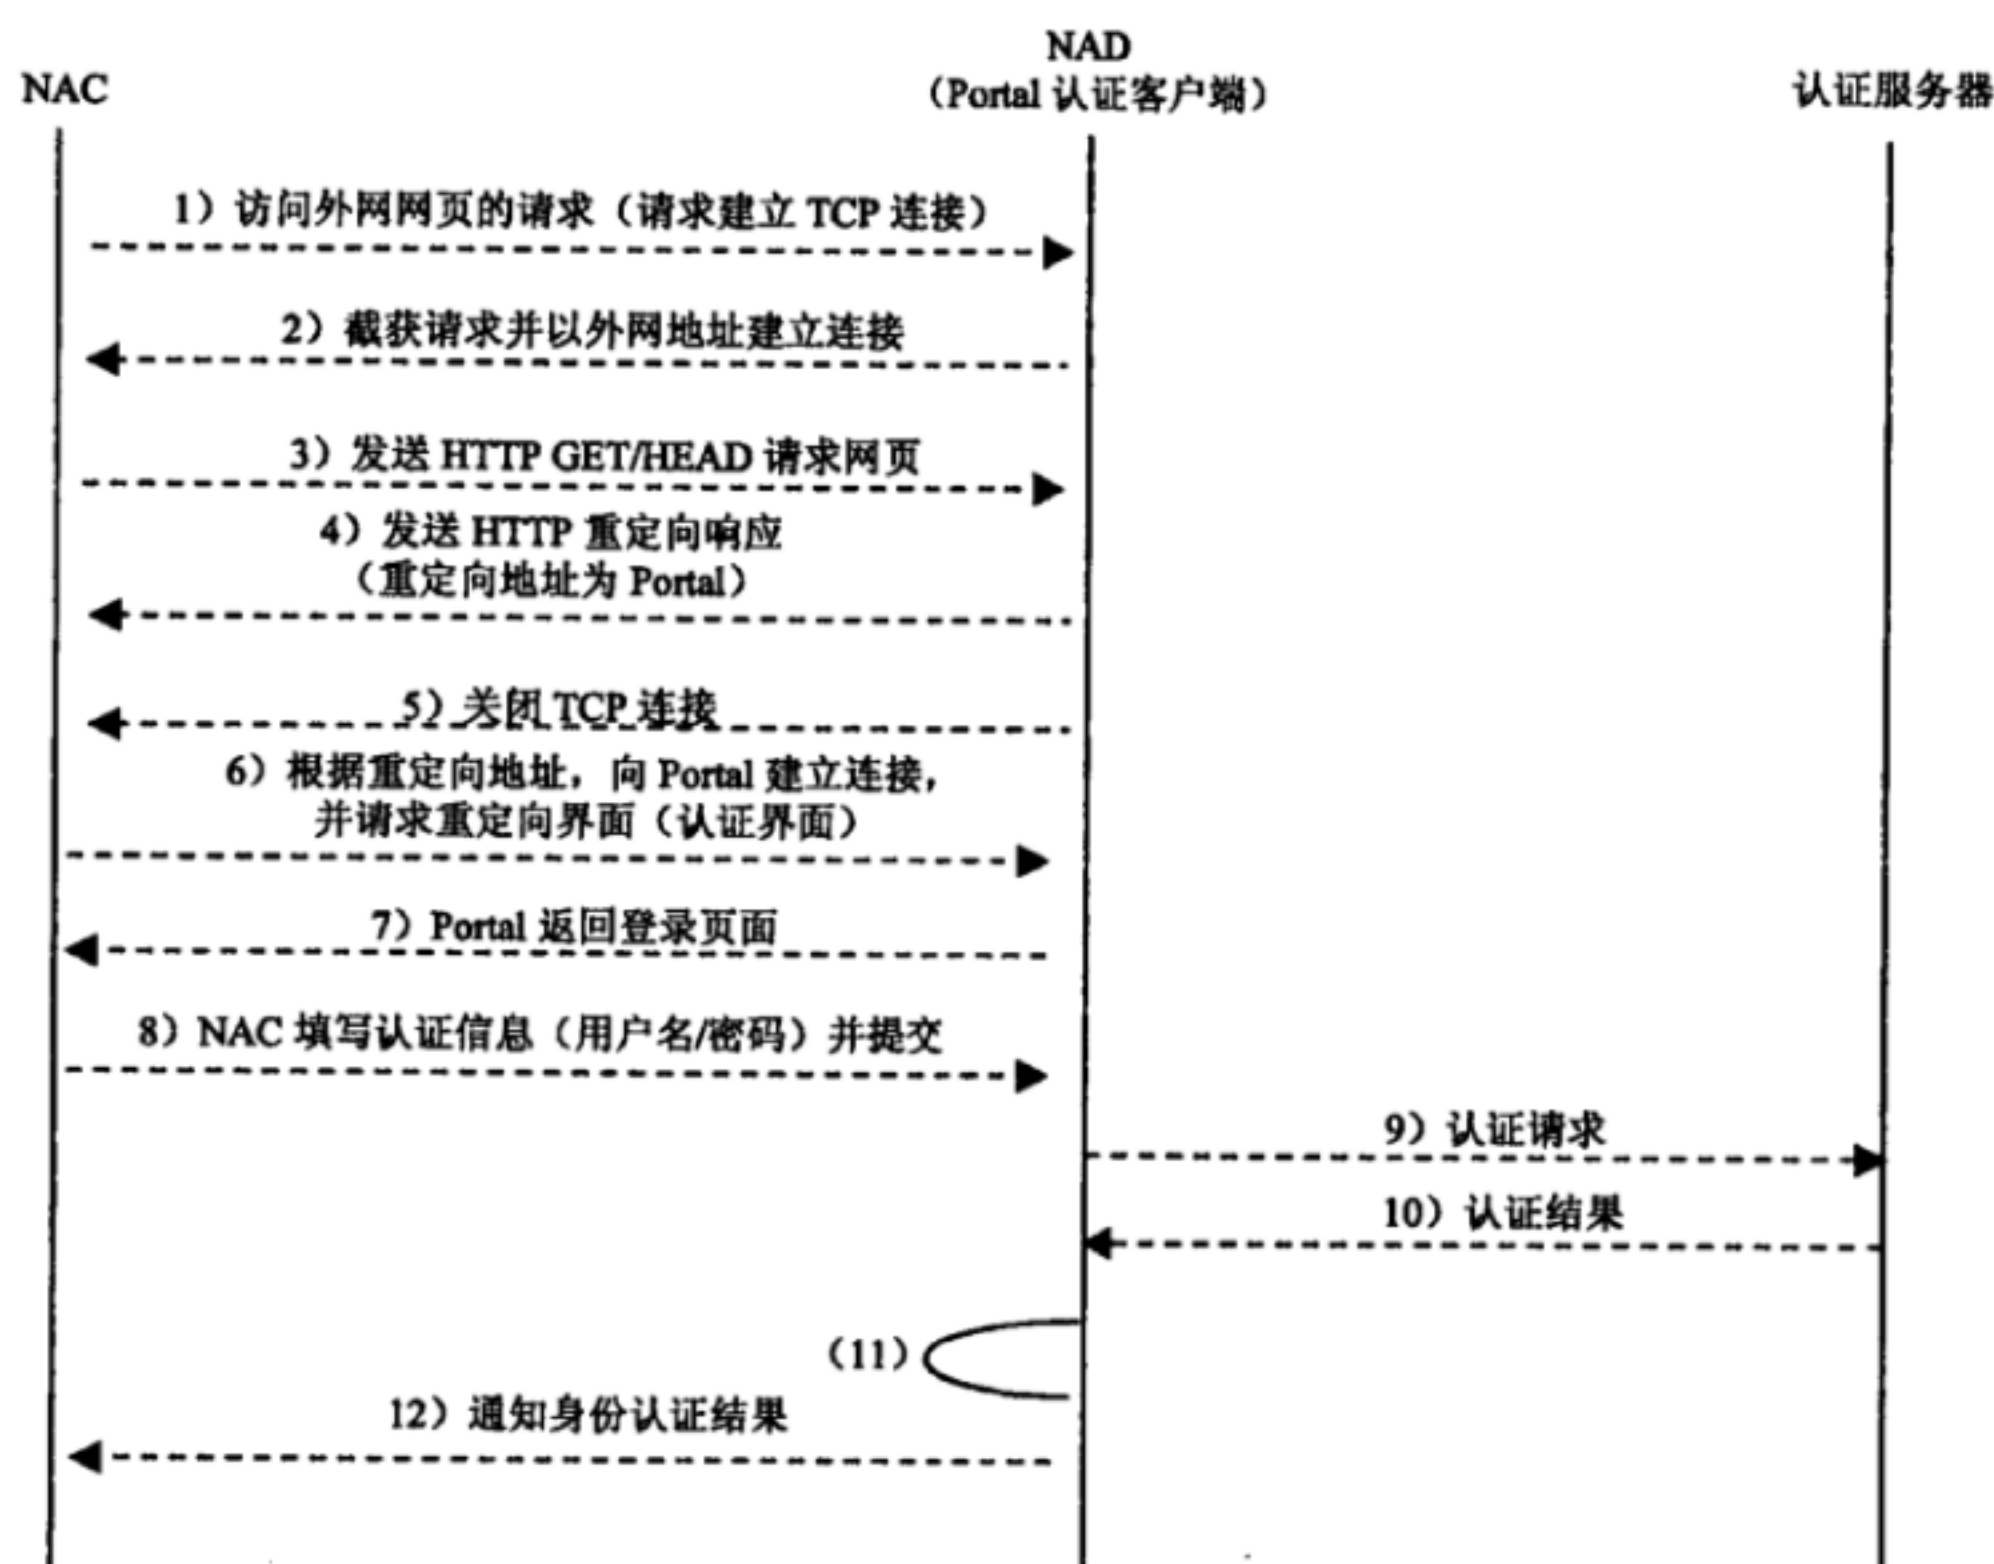 NAC
NAD
（Portal 认证客户端）
认证服务器
1）访问外网网页的请求（请求建立 TCP 连接）
2）截获请求并以外网地址建立连接
3）发送 HTTP GET/HEAD 请求网页
4）发送 HTTP 重定向响应
（重定向地址为 Portal）
5）关闭 TCP 连接
6）根据重定向地址，向 Portal 建立连接，
并请求重定向界面（认证界面）
7）Portal 返回登录页面
8）NAC 填写认证信息（用户名/密码）并提交
9）认证请求
10）认证结果
（11）
12）通知身份认证结果